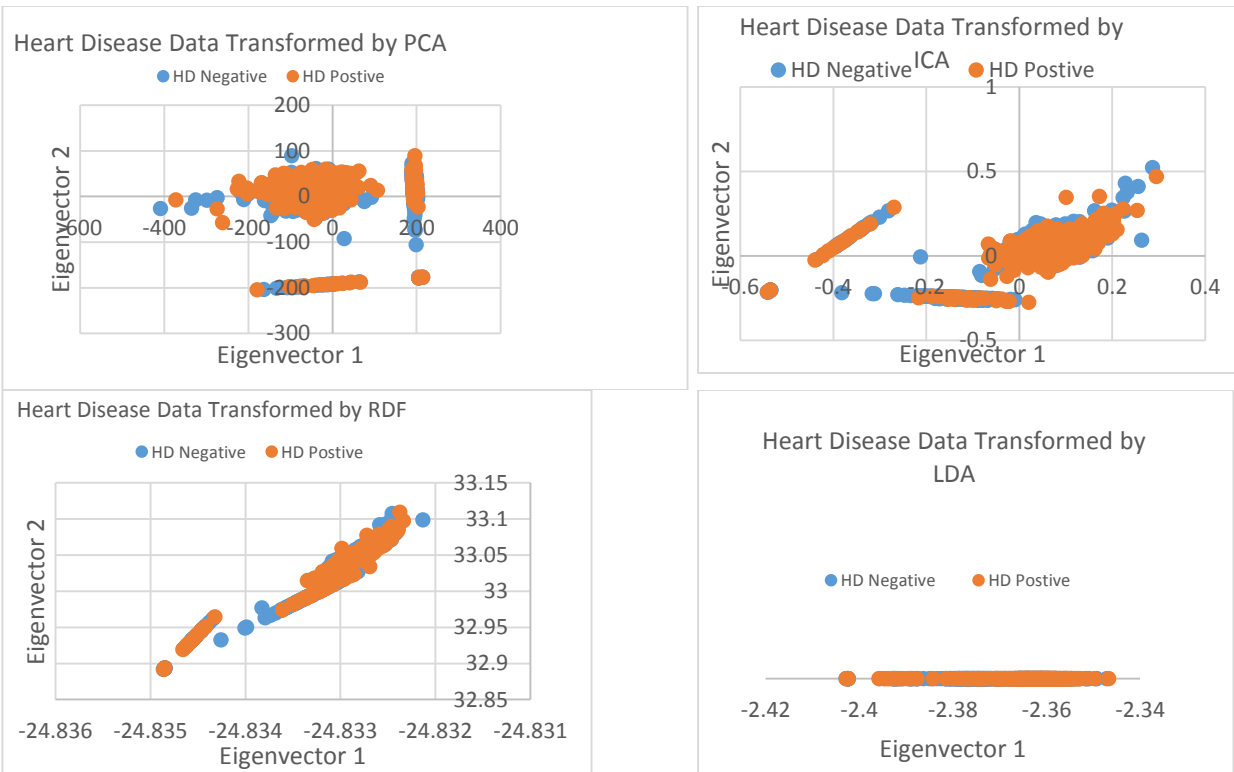 Heart Disease Data Transformed by PCA
HD Negative HD Postive
200
100
0
-100
-200
-300
-600 -400 -200 0 200 400
Eigenvector 2
Eigenvector 1
Heart Disease Data Transformed by
ICA
HD Negative HD Postive
1
0.5
0
-0.5
-0.6 -0.4 -0.2 0 0.2 0.4
Eigenvector 2
Eigenvector 1
Heart Disease Data Transformed by RDF
HD Negative HD Postive
33.15
33.1
33.05
33
32.95
32.9
32.85
-24.836 -24.835 -24.834 -24.833 -24.832 -24.831
Eigenvector 2
Eigenvector 1
Heart Disease Data Transformed by
LDA
HD Negative HD Postive
-2.42 -2.4 -2.38 -2.36 -2.34
Eigenvector 1